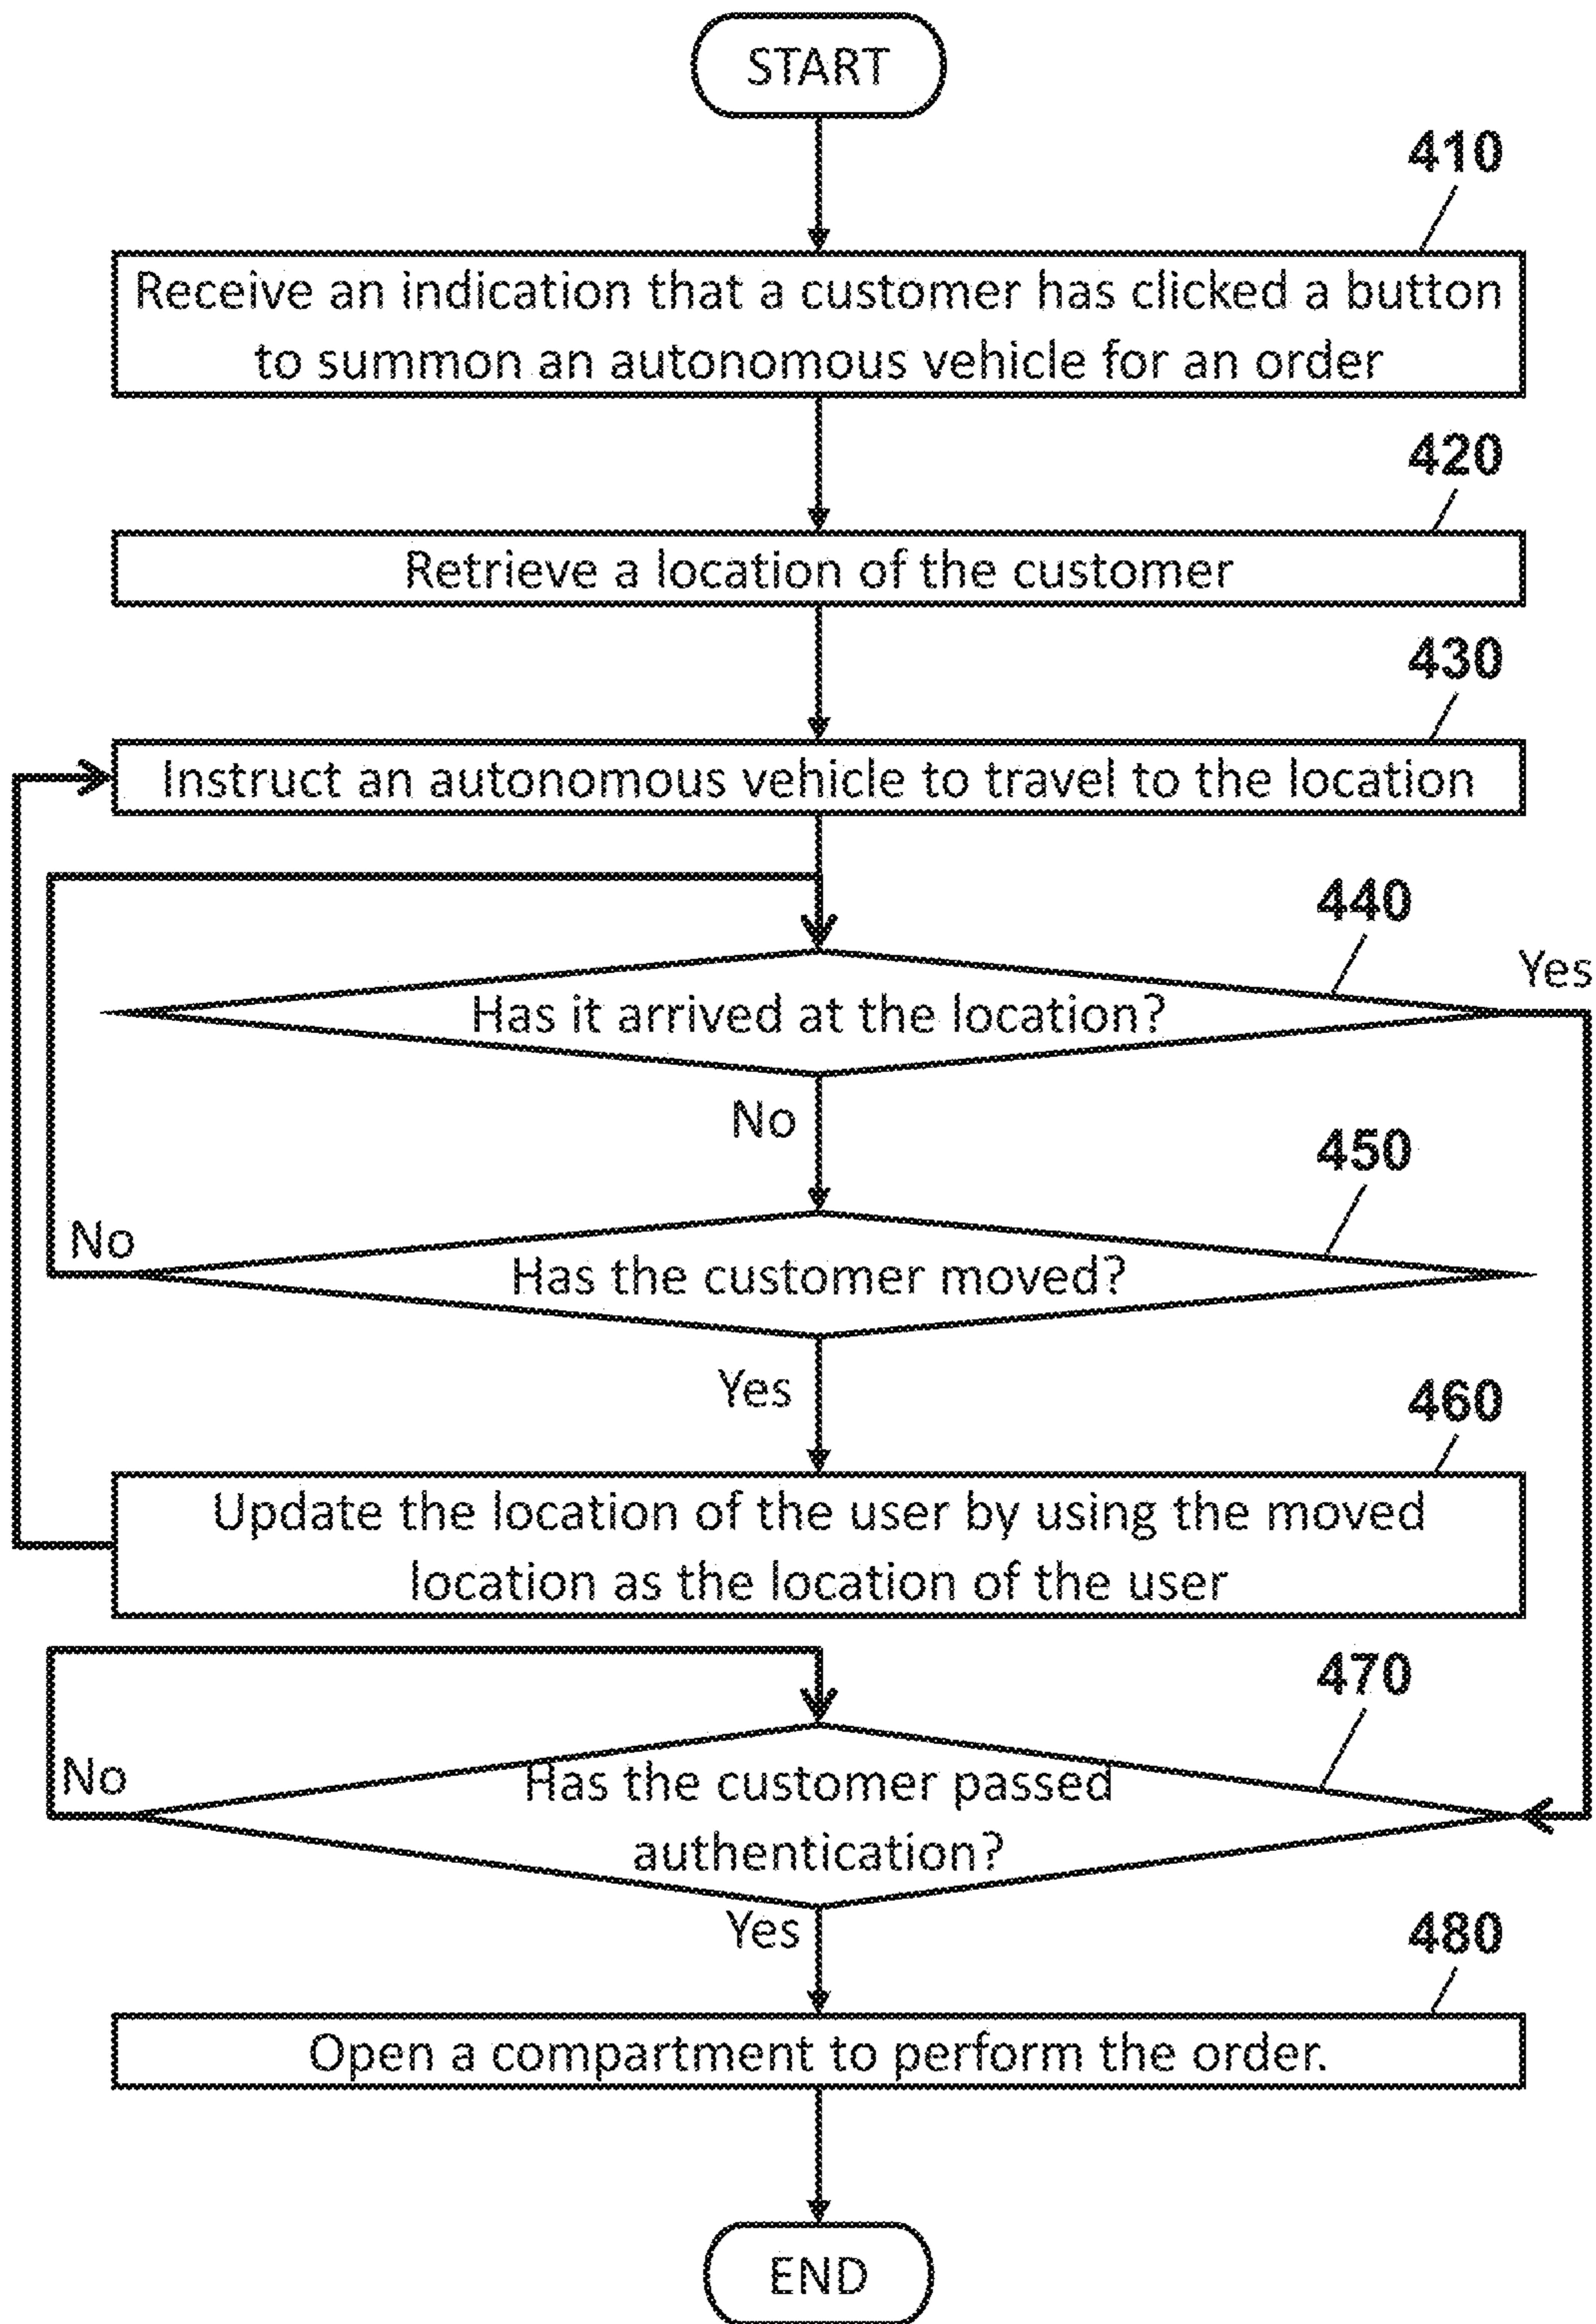 START
410
Receive an indication that a customer has clicked a button
to summon an autonomous vehicle for an order
420
Retrieve a location of the customer
430
Instruct an autonomous vehicle to travel to the location
440
Yes
Has it arrived at the location?
No
450
No
Has the customer moved?
Yes
460
Update the location of the user by using the moved
location as the location of the user
470
No
Has the customer passed
authentication?
Yes
480
Open a compartment to perform the order.
END